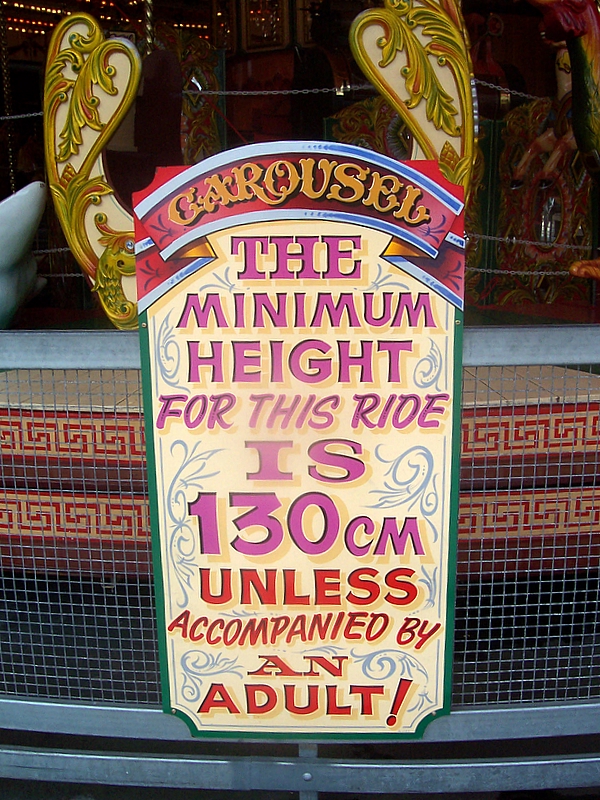 CAROUSEL
THE
MINIMUM
HEIGHT
FOR THIS RIDE
IS
130CM
UNLESS
ACCOMPANIED BY
AN
ADULT!